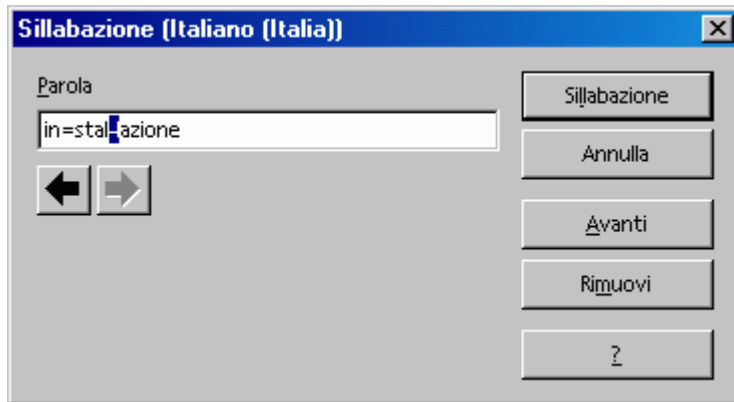 Sillabazione (Italiano (Italia))
Parola
in=stal-azione
Sillabazione
Annulla
Avanti
Rimuovi
?